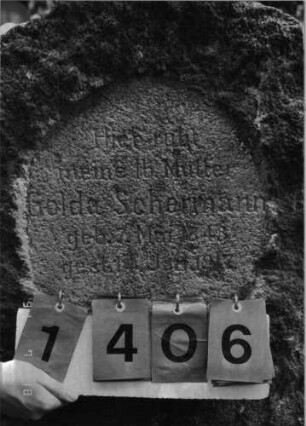 Hier ruht
meine lb. Mutter
Golda Schermann
geb. Mai
gest. 
1406